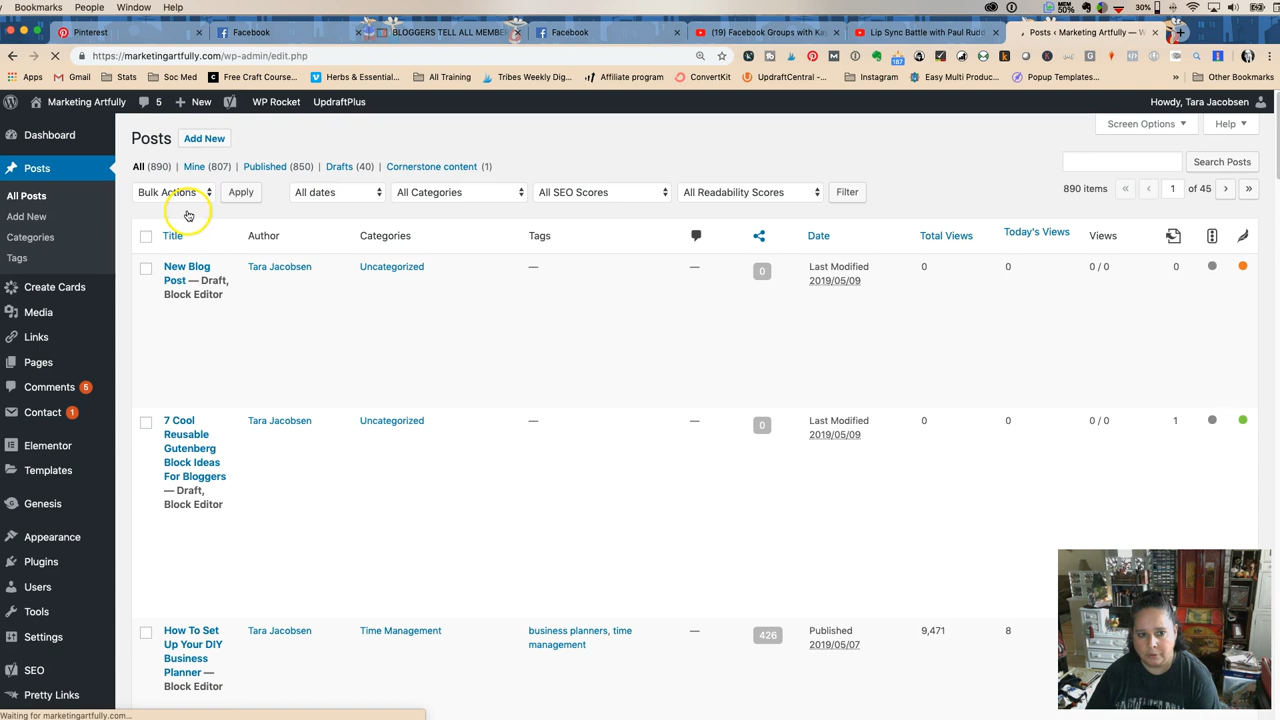 Bookmarks People Window Help
30%
Pinterest
Facebook
BLOGGERS TELL ALL MEMBE
Facebook
(19) Facebook Groups with Ka
Lip Sync Battle with Paul Rudd
Posts ‹ Marketing Artfully — W
https://marketingartfully.com/wp-admin/edit.php
Apps Gmail Stats Soc Med Free Craft Course... Herbs & Essential... All Training Tribes Weekly Dig... Affiliate program ConvertKit UpdraftCentral -... Instagram Easy Multi Produc... Popup Templates... » Other Bookmarks
Marketing Artfully 5 New WP Rocket UpdraftPlus Howdy, Tara Jacobsen
Dashboard
Posts
All Posts
Add New
Categories
Tags
Create Cards
Media
Links
Pages
Comments 5
Contact 1
Elementor
Templates
Genesis
Appearance
Plugins
Users
Tools
Settings
SEO
Pretty Links
Screen Options Help
Posts Add New
All (890) | Mine (807) | Published (850) | Drafts (40) | Cornerstone content (1)
Search Posts
Bulk Actions Apply All dates All Categories All SEO Scores All Readability Scores Filter
890 items « ‹ 1 of 45 › »
Title Author Categories Tags Date Total Views Today's Views Views
New Blog
Post — Draft,
Block Editor
Tara Jacobsen
Uncategorized
—
—
0
Last Modified
2019/05/09
0
0
0 / 0
0
7 Cool
Reusable
Gutenberg
Block Ideas
For Bloggers
— Draft,
Block Editor
Tara Jacobsen
Uncategorized
—
—
0
Last Modified
2019/05/09
0
0
0 / 0
1
How To Set
Up Your DIY
Business
Planner —
Block Editor
Tara Jacobsen
Time Management
business planners, time
management
—
426
Published
2019/05/07
9,471
8
Waiting for marketingartfully.com...